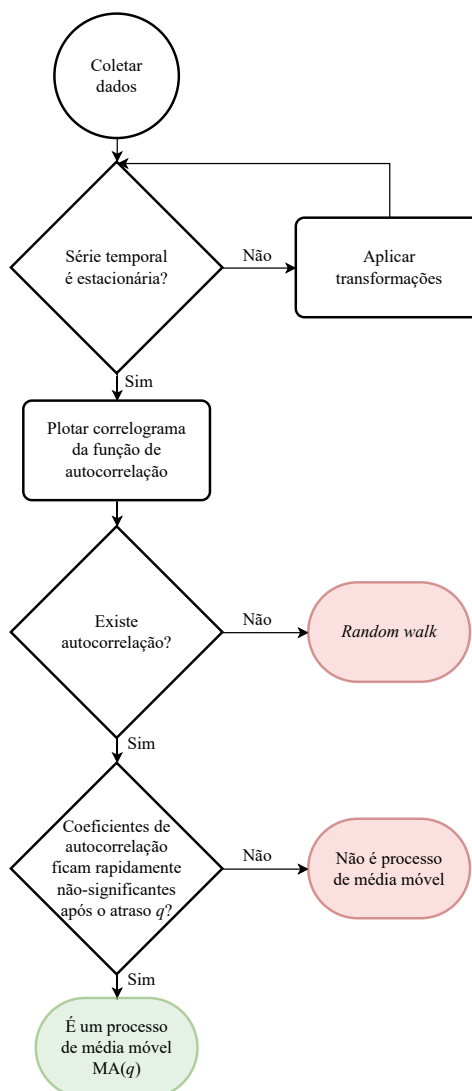 Coletar
dados
Série temporal
é estacionária?
Não
Aplicar
transformações
Sim
Plotar correlograma
da função de
autocorrelação
Existe
autocorrelação?
Não
Random walk
Sim
Coeficientes de
autocorrelação
ficam rapidamente
não-significantes
após o atraso q?
Não
Não é processo
de média móvel
Sim
É um processo
de média móvel
MA(q)